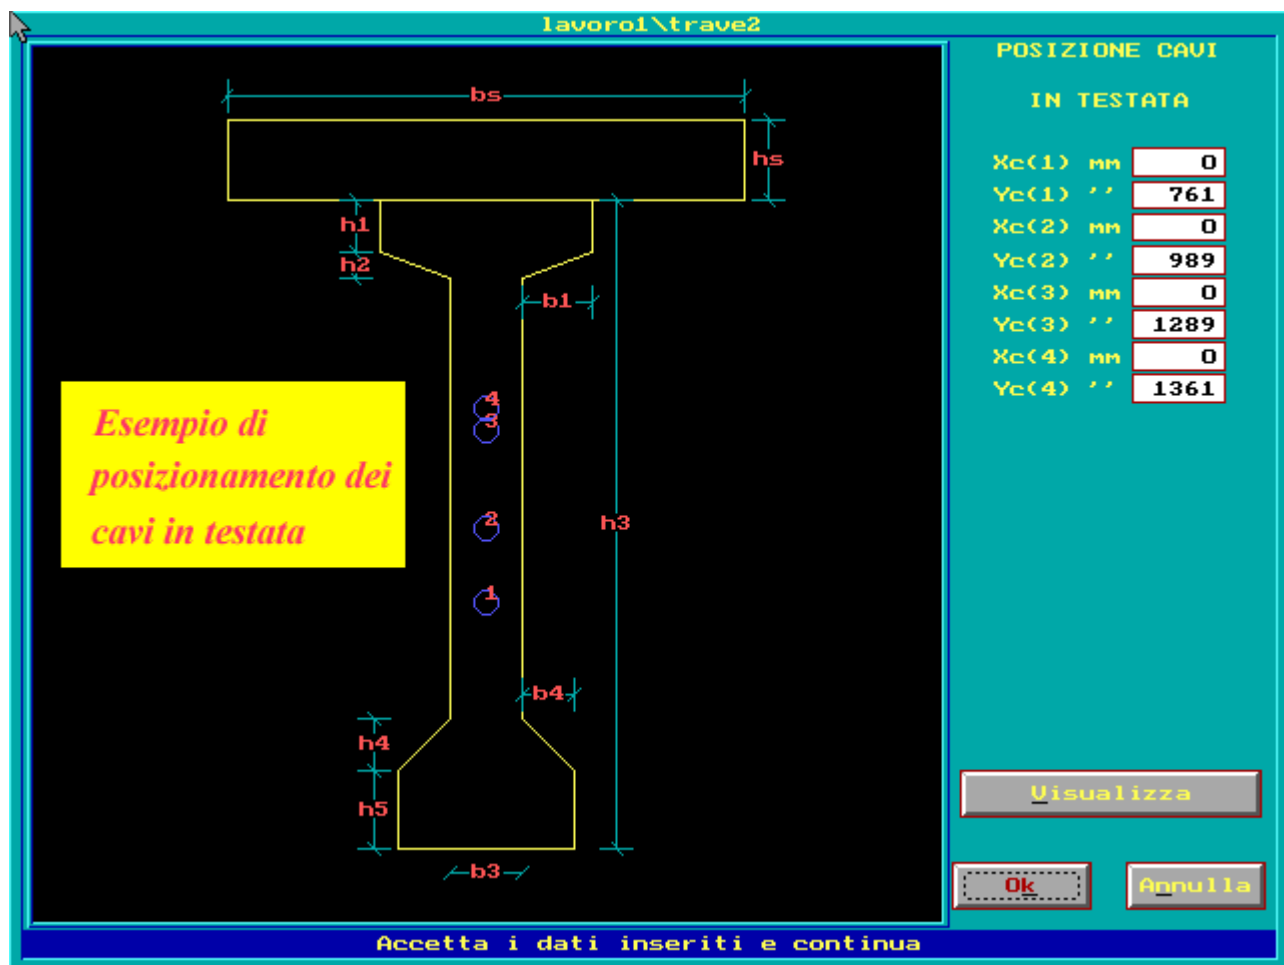 lavoro1\trave2
POSIZIONE CAVI
IN TESTATA
Xc(1) mm 0
Yc(1) '' 761
Xc(2) mm 0
Yc(2) '' 989
Xc(3) mm 0
Yc(3) '' 1289
Xc(4) mm 0
Yc(4) '' 1361
bs
hs
h1
h2
b1
Esempio di
posizionamento dei
cavi in testata
4
3
2
h3
1
b4
h4
h5
b3
Visualizza
Ok
Annulla
Accetta i dati inseriti e continua